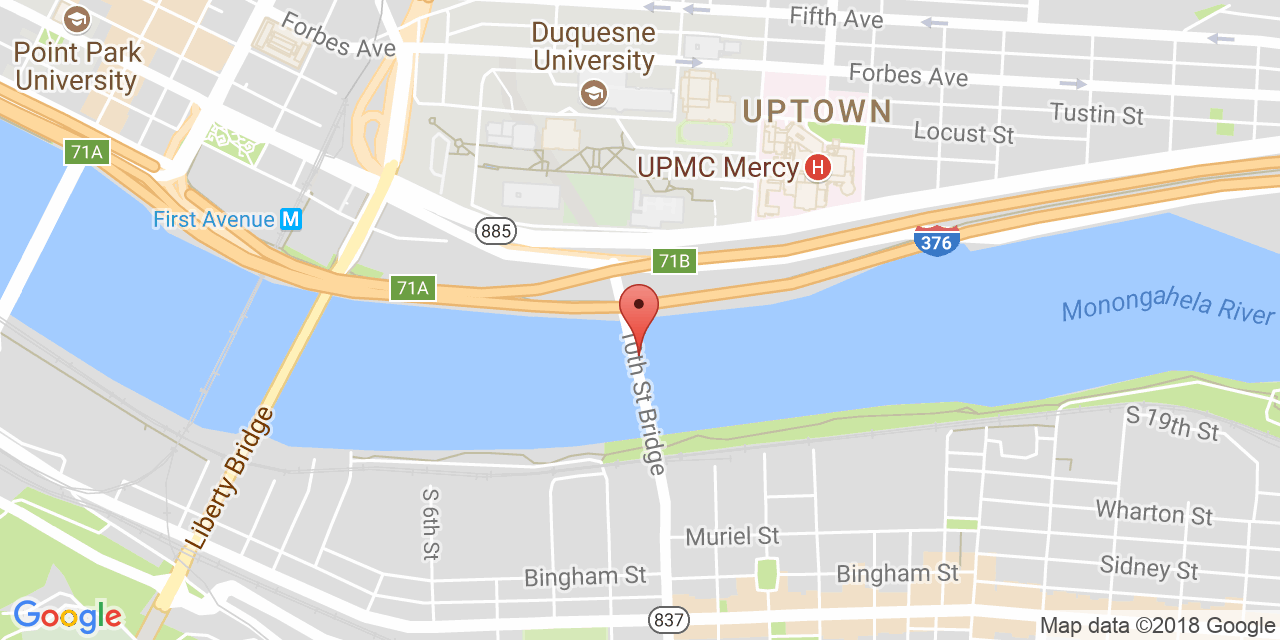 Fifth Ave
Forbes Ave
Duquesne
University
Point Park
University
Forbes Ave
UPTOWN
Tustin St
Locust St
71A
UPMC Mercy
H
First Avenue M
885
376
71B
71A
Monongahela River
10th St Bridge
Liberty Bridge
S 19th St
S 6th St
Wharton St
Muriel St
Sidney St
Bingham St
Bingham St
837
Google
Map data ©2018 Google